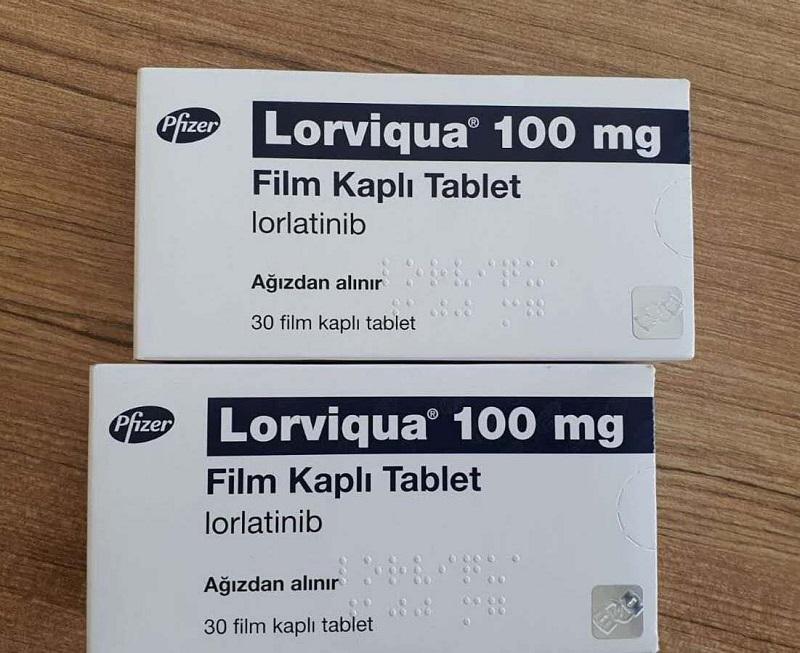 Pfizer
Lorviqua® 100 mg
Film Kaplı Tablet
lorlatinib
Ağızdan alınır
30 film kaplı tablet
Pfizer
Lorviqua® 100 mg
Film Kaplı Tablet
lorlatinib
Ağızdan alınır
30 film kaplı tablet